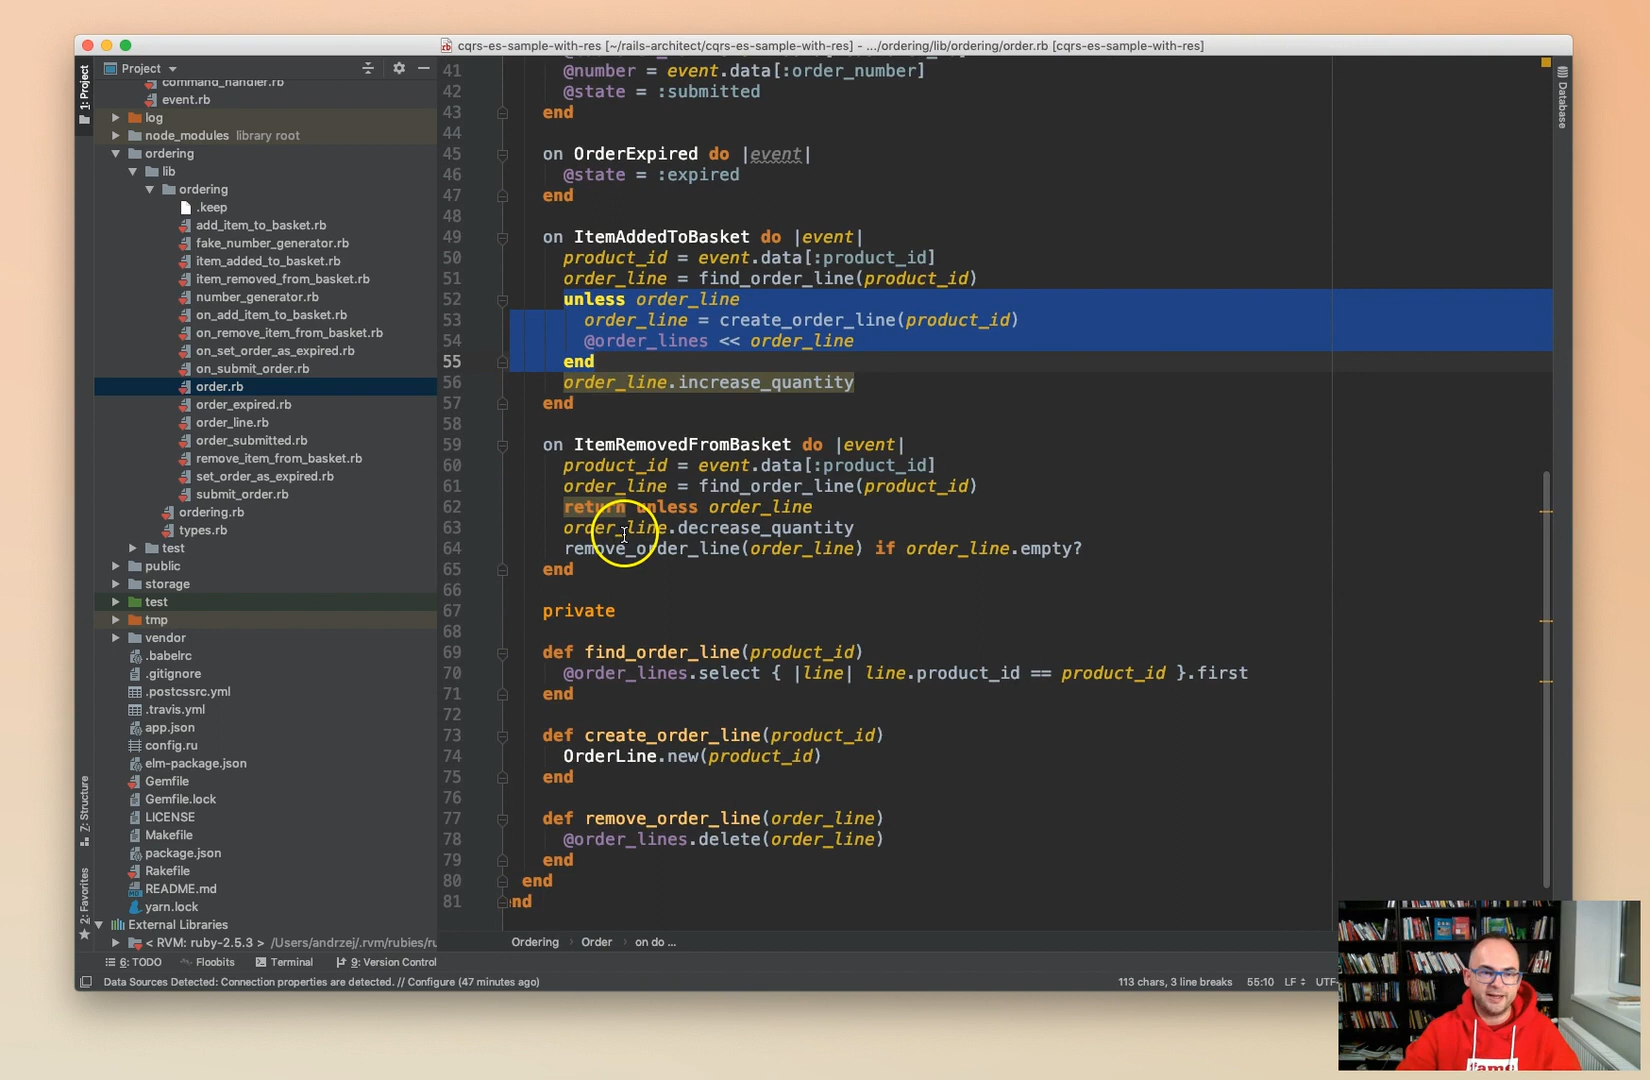 cqrs-es-sample-with-res [~/rails-architect/cqrs-es-sample-with-res] - .../ordering/lib/ordering/order.rb [cqrs-es-sample-with-res]
1: Project
Project
command_handler.rb
event.rb
log
node_modules library root
ordering
lib
ordering
.keep
add_item_to_basket.rb
fake_number_generator.rb
item_added_to_basket.rb
item_removed_from_basket.rb
number_generator.rb
on_add_item_to_basket.rb
on_remove_item_from_basket.rb
on_set_order_as_expired.rb
on_submit_order.rb
order.rb
order_expired.rb
order_line.rb
order_submitted.rb
remove_item_from_basket.rb
set_order_as_expired.rb
submit_order.rb
ordering.rb
types.rb
test
public
storage
test
tmp
vendor
.babelrc
.gitignore
.postcssrc.yml
.travis.yml
app.json
config.ru
elm-package.json
Gemfile
Gemfile.lock
LICENSE
Makefile
package.json
Rakefile
README.md
yarn.lock
External Libraries
< RVM: ruby-2.5.3 > /Users/andrzej/.rvm/rubies/ru
Z: Structure
2: Favorites
41 @number = event.data[:order_number]
42 @state = :submitted
43 end
44
45 on OrderExpired do |event|
46 @state = :expired
47 end
48
49 on ItemAddedToBasket do |event|
50 product_id = event.data[:product_id]
51 order_line = find_order_line(product_id)
52 unless order_line
53 order_line = create_order_line(product_id)
54 @order_lines << order_line
55 end
56 order_line.increase_quantity
57 end
58
59 on ItemRemovedFromBasket do |event|
60 product_id = event.data[:product_id]
61 order_line = find_order_line(product_id)
62 return unless order_line
63 order_line.decrease_quantity
64 remove_order_line(order_line) if order_line.empty?
65 end
66
67 private
68
69 def find_order_line(product_id)
70 @order_lines.select { |line| line.product_id == product_id }.first
71 end
72
73 def create_order_line(product_id)
74 OrderLine.new(product_id)
75 end
76
77 def remove_order_line(order_line)
78 @order_lines.delete(order_line)
79 end
80 end
81 end
Database
Ordering Order on do ...
6: TODO Floobits Terminal 9: Version Control
Data Sources Detected: Connection properties are detected. // Configure (47 minutes ago) 113 chars, 3 line breaks 55:10 LF UTF-